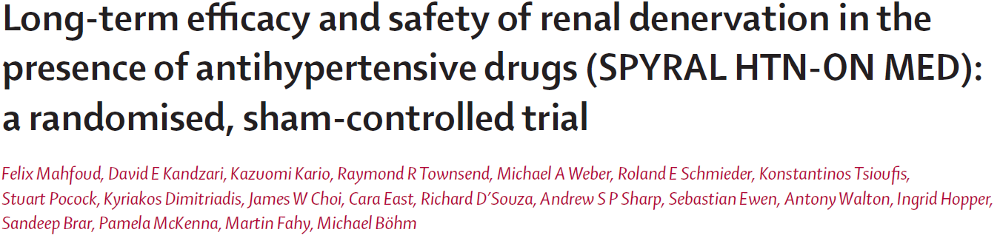 Long-term efficacy and safety of renal denervation in the
presence of antihypertensive drugs (SPYRAL HTN-ON MED):
a randomised, sham-controlled trial
Felix Mahfoud, David E Kandzari, Kazuomi Kario, Raymond R Townsend, Michael A Weber, Roland E Schmieder, Konstantinos Tsioufis,
Stuart Pocock, Kyriakos Dimitriadis, James W Choi, Cara East, Richard D'Souza, Andrew S P Sharp, Sebastian Ewen, Antony Walton, Ingrid Hopper,
Sandeep Brar, Pamela McKenna, Martin Fahy, Michael Böhm